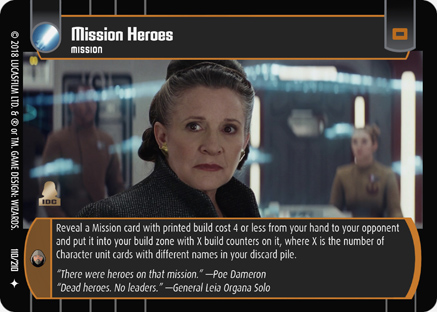 Mission Heroes
MISSION
IOC
© 2018 LUCASFILM LTD. & ® or TM. GAME DESIGN: WIZARDS.
110/210
Reveal a Mission card with printed build cost 4 or less from your hand to your opponent
and put it into your build zone with X build counters on it, where X is the number of
Character unit cards with different names in your discard pile.
"There were heroes on that mission." —Poe Dameron
"Dead heroes. No leaders." —General Leia Organa Solo